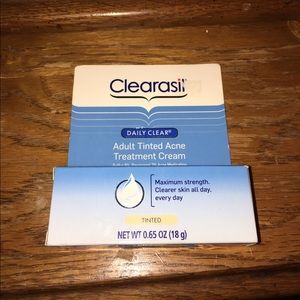 Clearasil
DAILY CLEAR®
Adult Tinted Acne
Treatment Cream
Maximum strength.
Clearer skin all day,
every day
TINTED
NET WT 0.65 OZ (18 g)